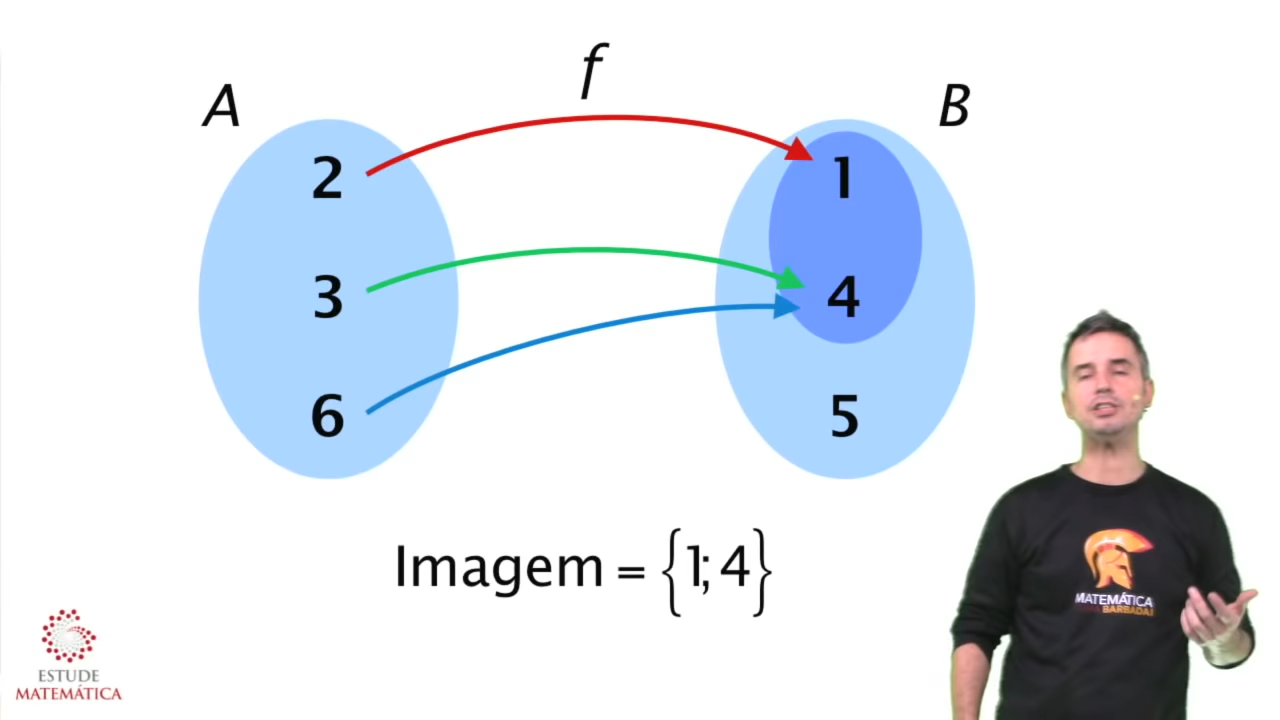 f
A
B
2
1
3
4
6
5
Imagem = {1; 4}
MATEMÁTICA
ESTUDE
MATEMÁTICA